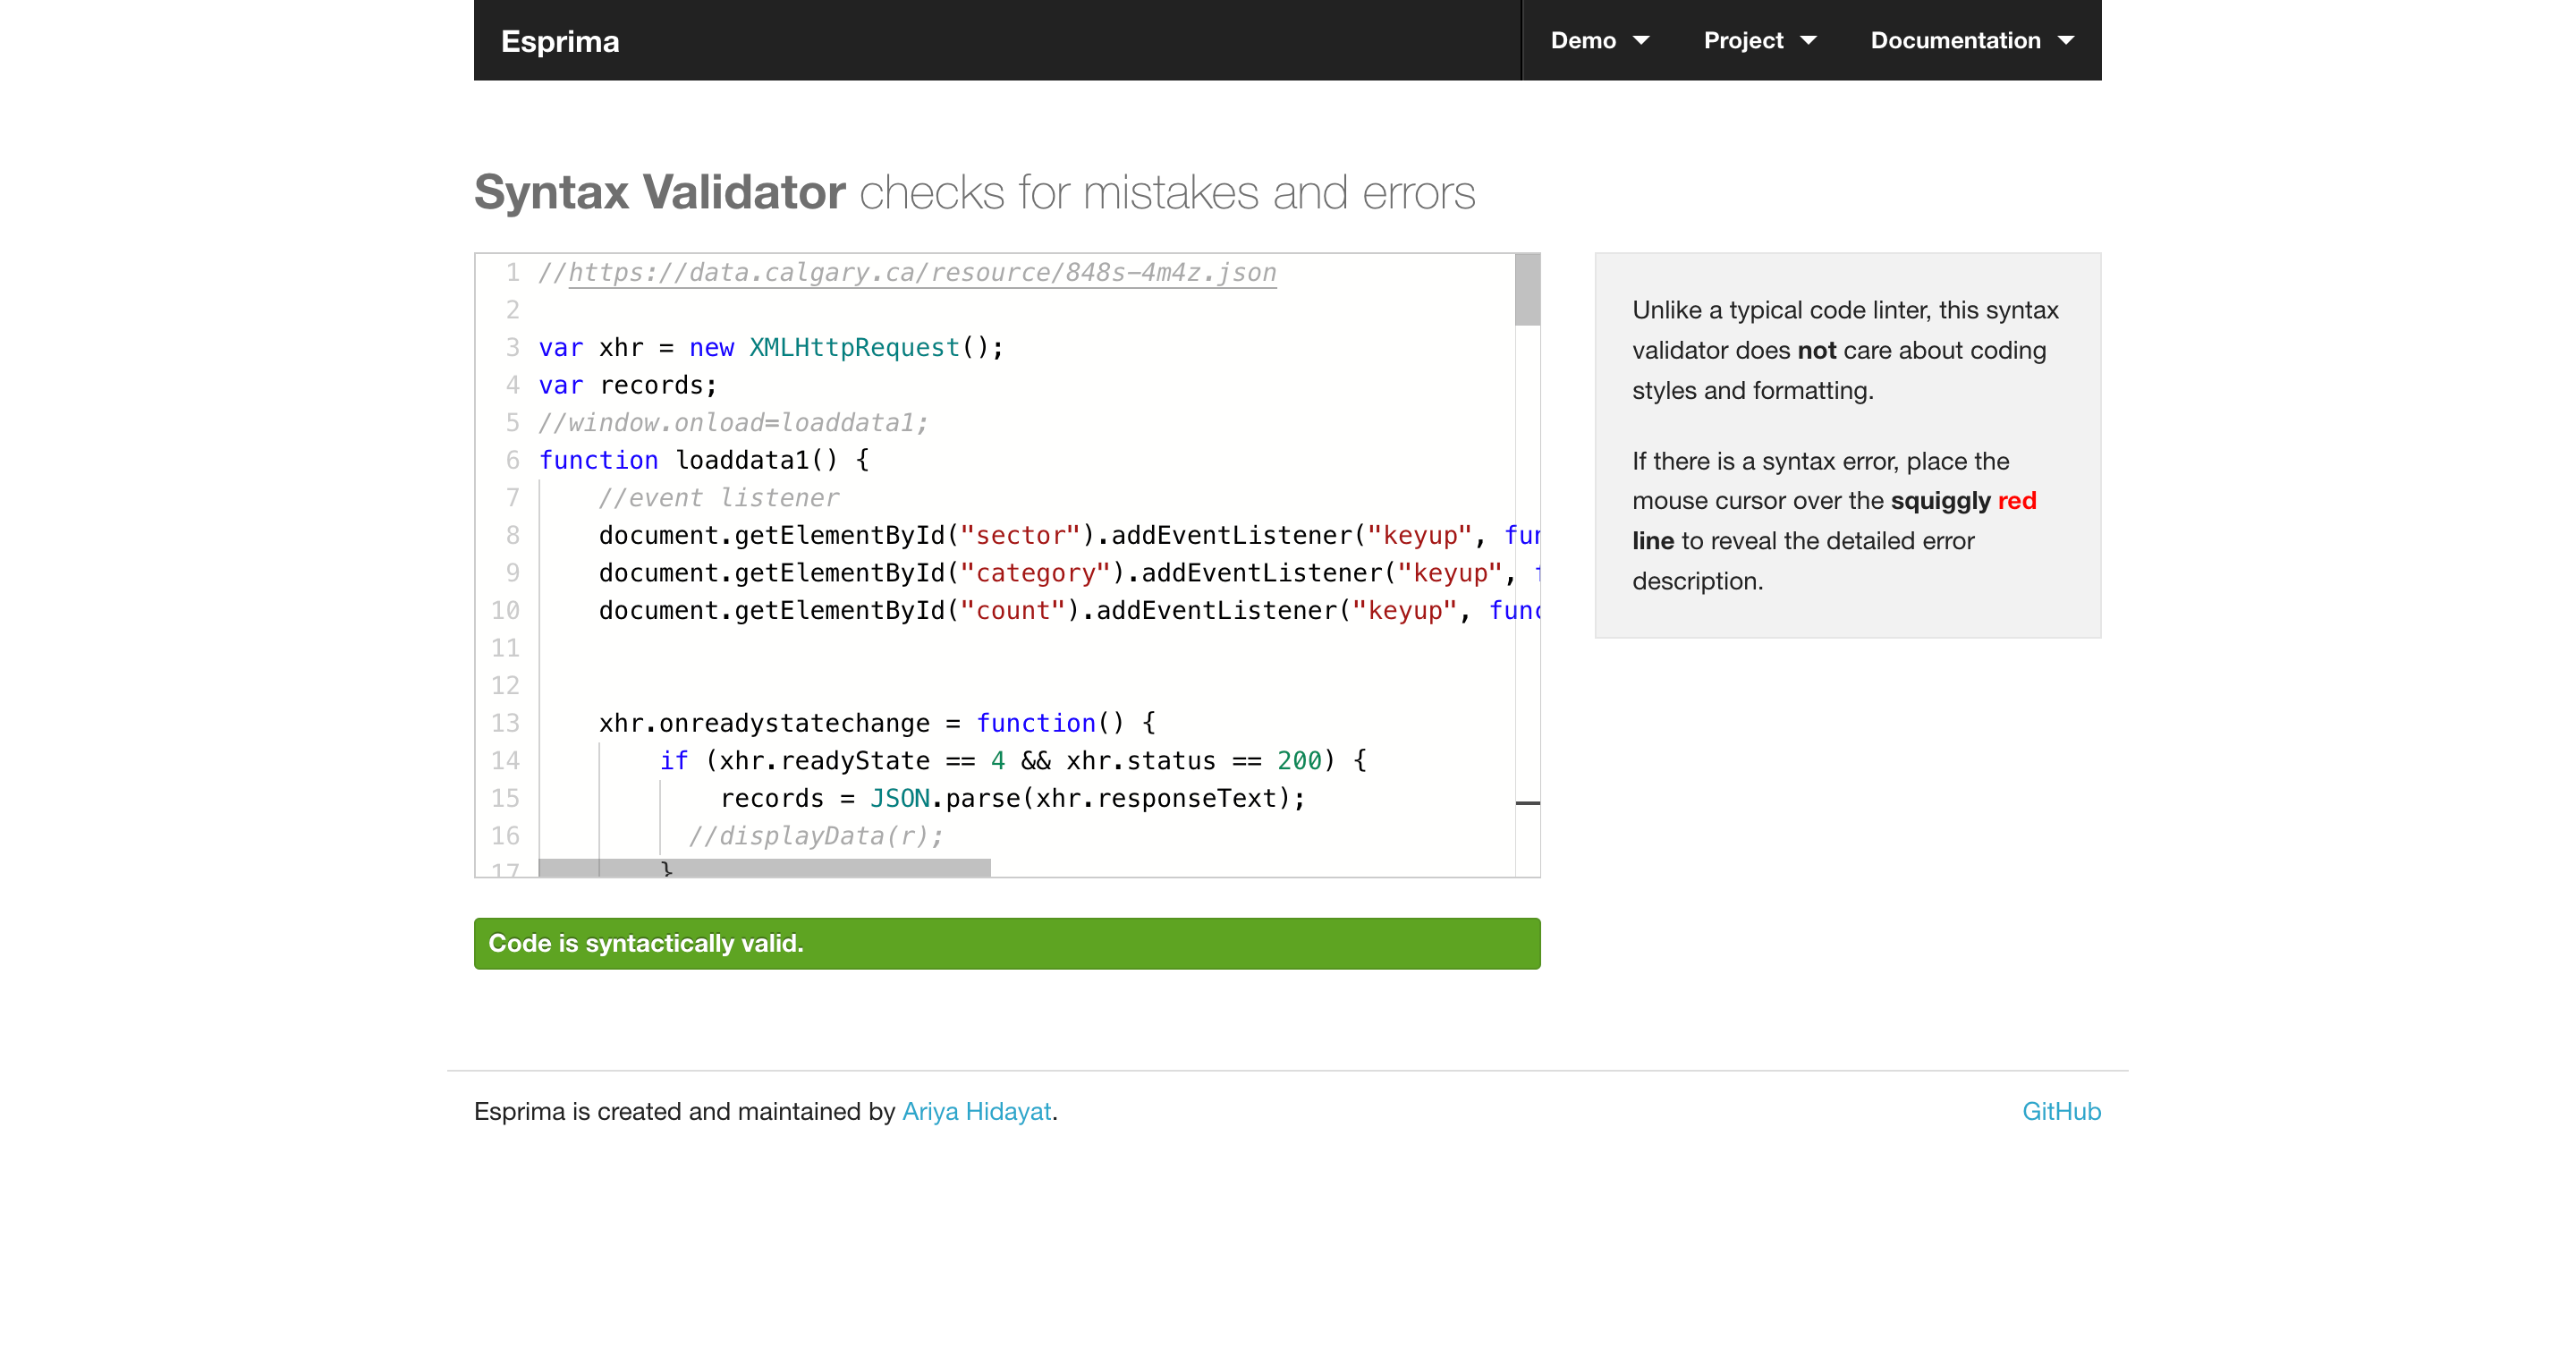 Esprima
Demo
Project
Documentation
Syntax Validator checks for mistakes and errors
1 //https://data.calgary.ca/resource/848s-4m4z.json
2
3 var xhr = new XMLHttpRequest();
4 var records;
5 //window.onload=loaddata1;
6 function loaddata1() {
7 //event listener
8 document.getElementById("sector").addEventListener("keyup", fun
9 document.getElementById("category").addEventListener("keyup", f
10 document.getElementById("count").addEventListener("keyup", func
11
12
13 xhr.onreadystatechange = function() {
14 if (xhr.readyState == 4 && xhr.status == 200) {
15 records = JSON.parse(xhr.responseText);
16 //displayData(r);
17 }
Code is syntactically valid.
Unlike a typical code linter, this syntax
validator does not care about coding
styles and formatting.
If there is a syntax error, place the
mouse cursor over the squiggly red
line to reveal the detailed error
description.
Esprima is created and maintained by Ariya Hidayat.
GitHub